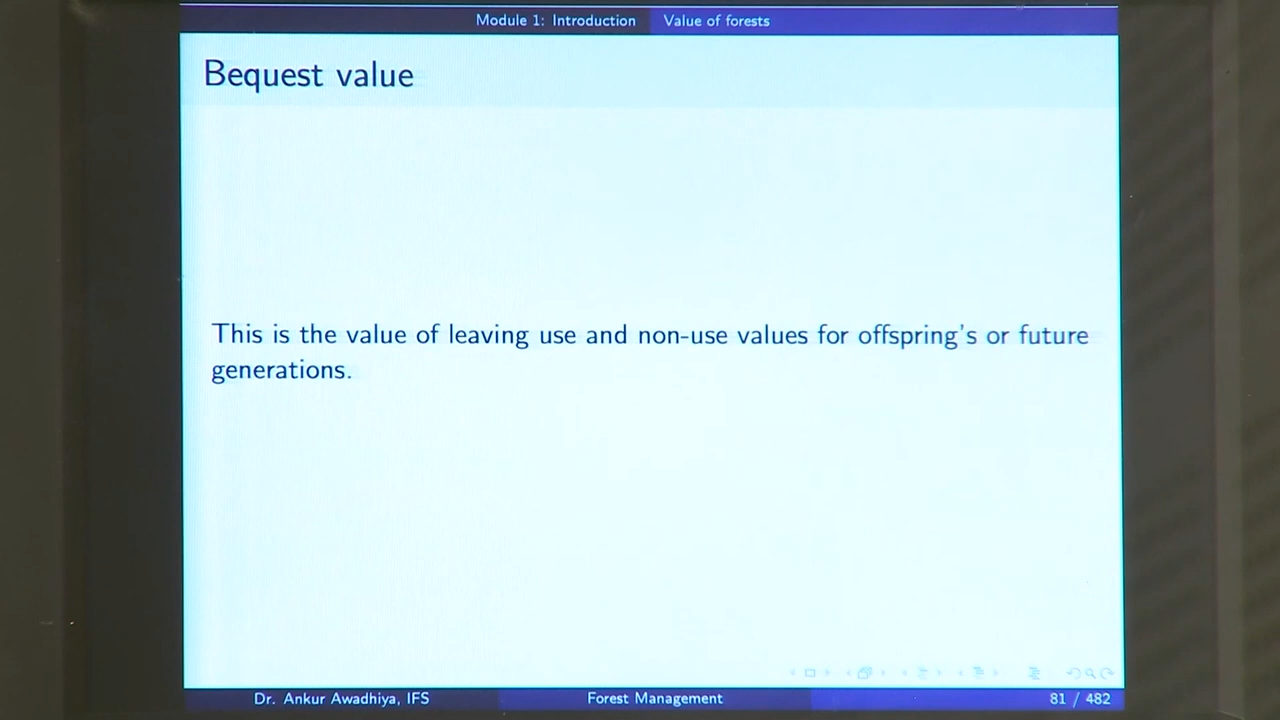 Module 1: Introduction Value of forests
Bequest value
This is the value of leaving use and non-use values for offspring's or future
generations.
Dr. Ankur Awadhiya, IFS Forest Management 81 / 482